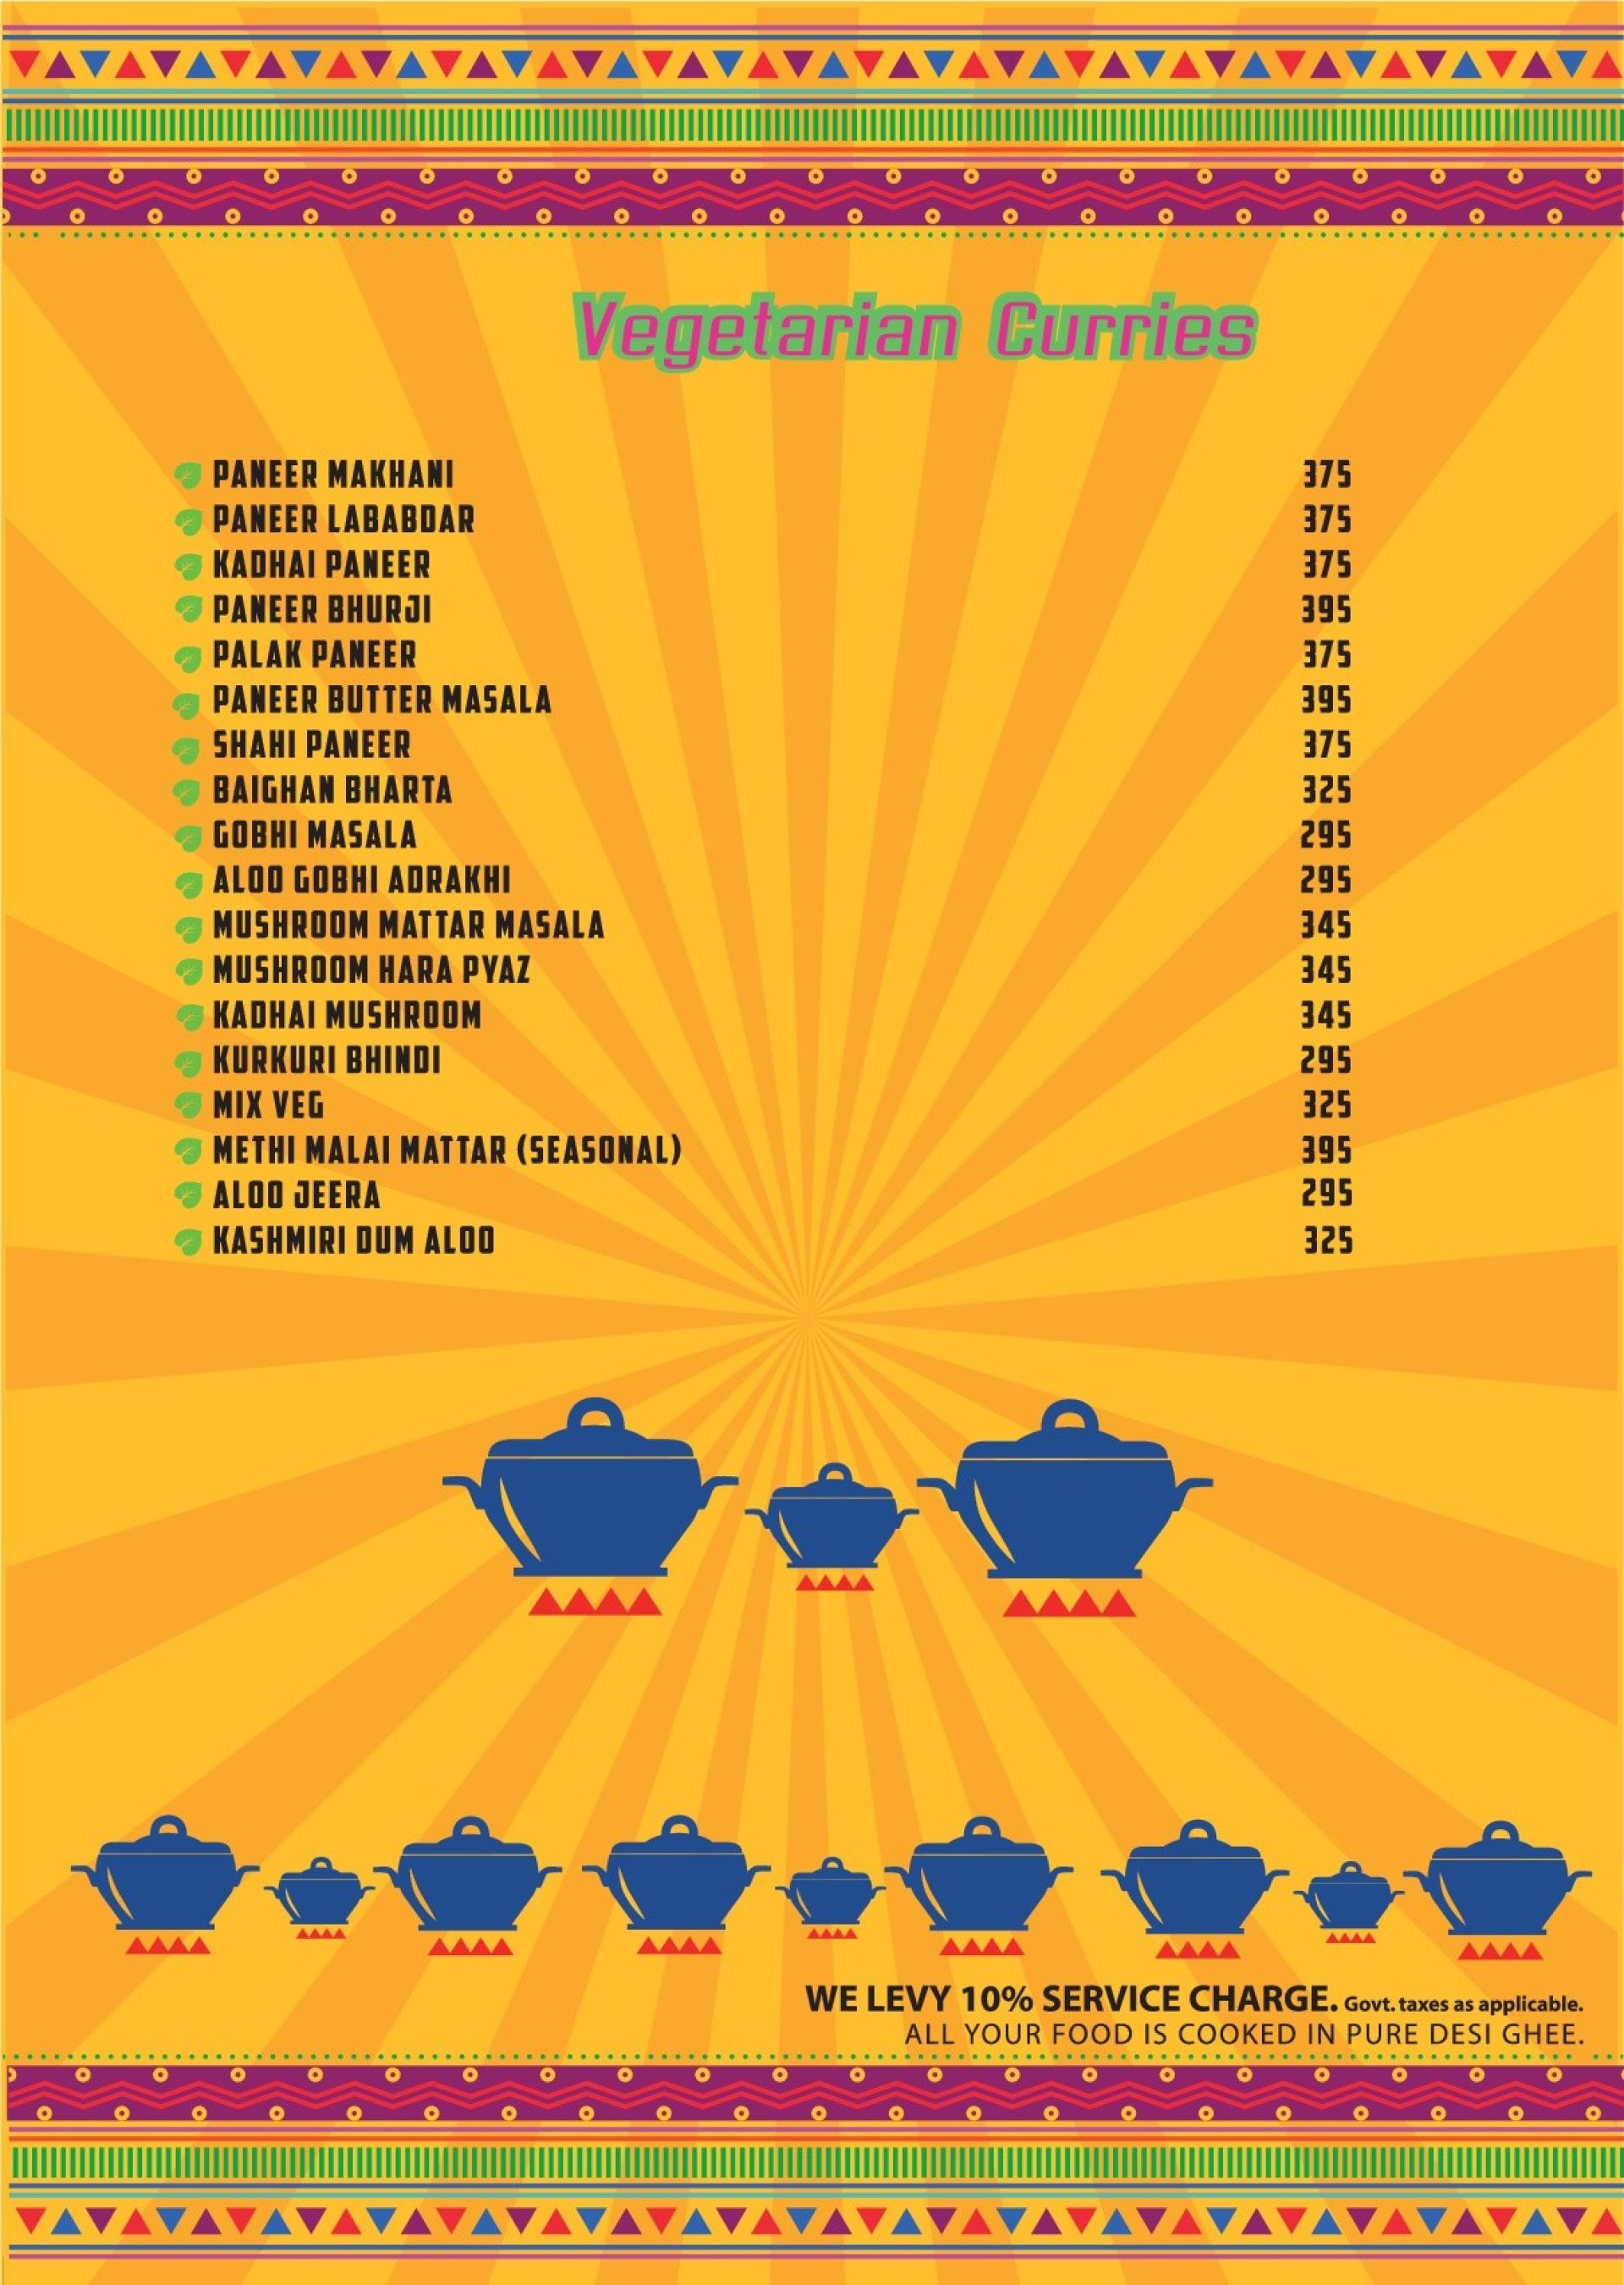 Vegetarian Curries
PANEER MAKHANI 375
PANEER LABABDAR 375
KADHAI PANEER 375
PANEER BHURJI 395
PALAK PANEER 375
PANEER BUTTER MASALA 395
SHAHI PANEER 375
BAIGHAN BHARTA 325
GOBHI MASALA 295
ALOO GOBHI ADRAKHI 295
MUSHROOM MATTAR MASALA 345
MUSHROOM HARA PYAZ 345
KADHAI MUSHROOM 345
KURKURI BHINDI 295
MIX VEG 325
METHI MALAI MATTAR (SEASONAL) 395
ALOO JEERA 295
KASHMIRI DUM ALOO 325
WE LEVY 10% SERVICE CHARGE. Govt. taxes as applicable.
ALL YOUR FOOD IS COOKED IN PURE DESI GHEE.